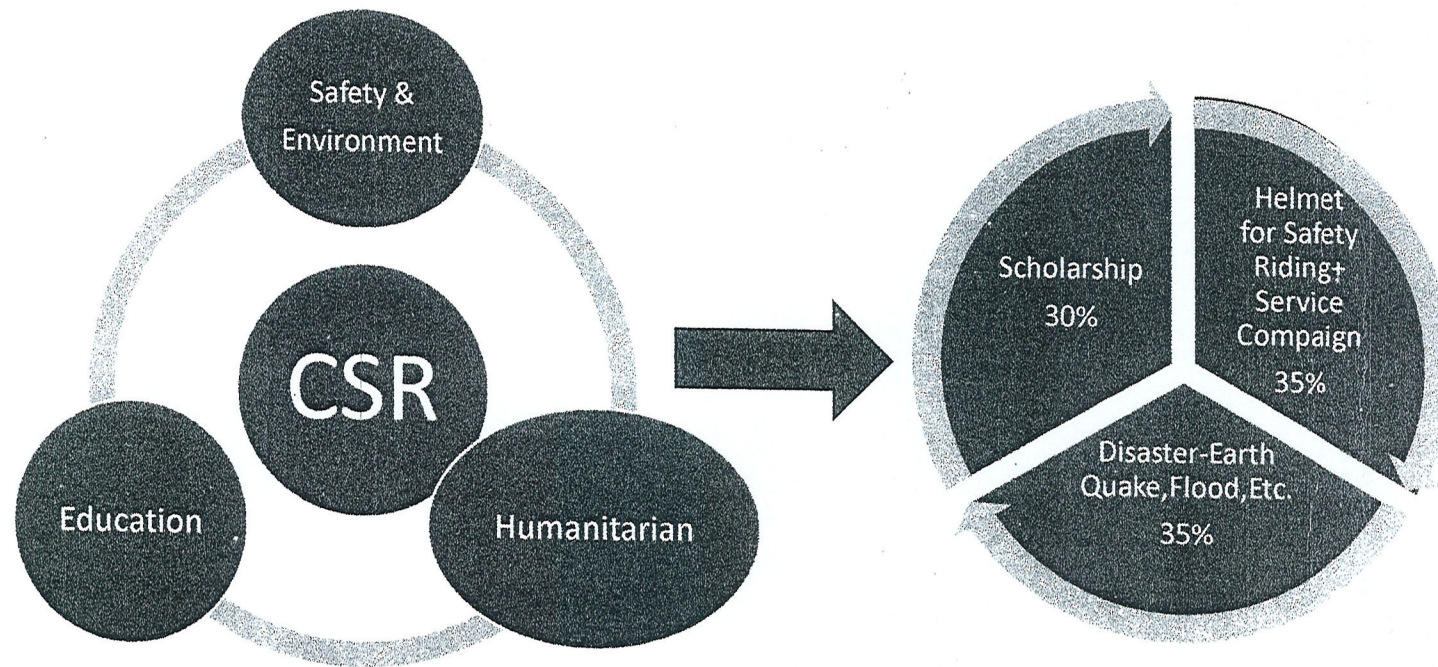 Safety &
Environment
CSR
Education
Humanitarian
Scholarship
30%
Helmet
for Safety
Riding+
Service
Compaign
35%
Disaster-Earth
Quake,Flood,Etc.
35%